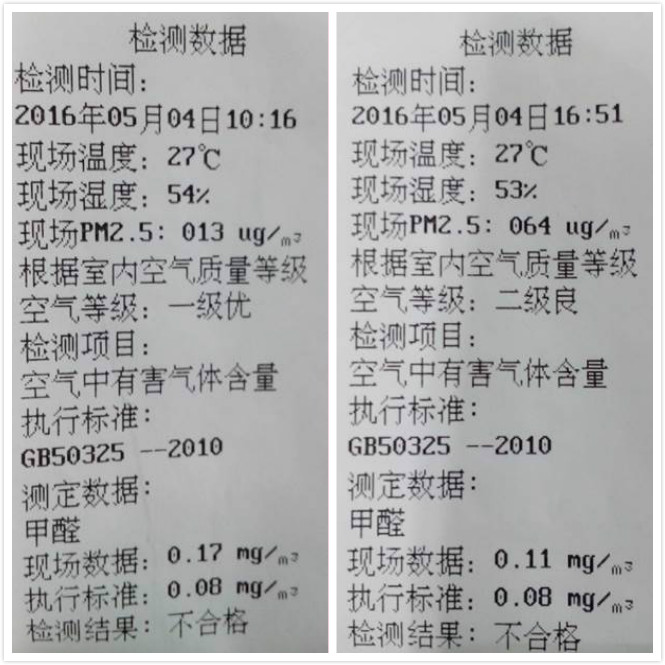 检测数据
检测时间:
2016年05月04日10:16
现场温度: 27℃
现场湿度: 54%
现场PM2.5: 013 ug/m³
根据室内空气质量等级
空气等级: 一级优
检测项目:
空气中有害气体含量
执行标准:
GB50325 --2010
测定数据:
甲醛
现场数据: 0.17 mg/m³
执行标准: 0.08 mg/m³
检测结果: 不合格
检测数据
检测时间:
2016年05月04日16:51
现场温度: 27℃
现场湿度: 53%
现场PM2.5: 064 ug/m³
根据室内空气质量等级
空气等级: 二级良
检测项目:
空气中有害气体含量
执行标准:
GB50325 --2010
测定数据:
甲醛
现场数据: 0.11 mg/m³
执行标准: 0.08 mg/m³
检测结果: 不合格